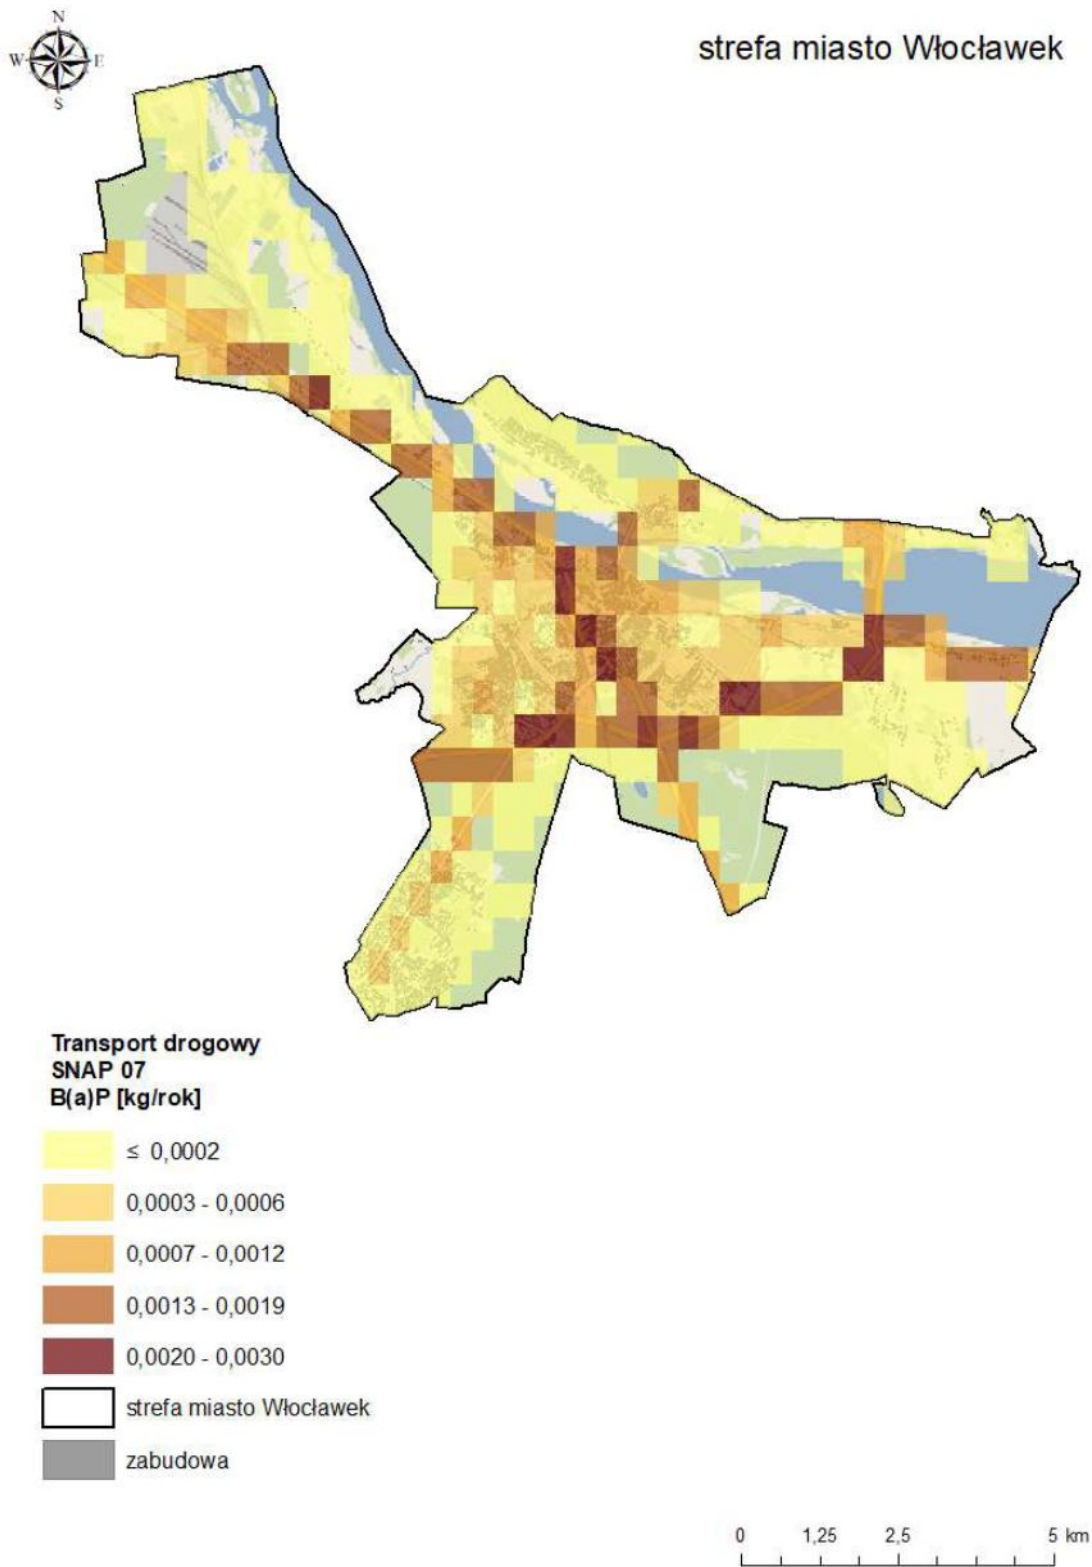 N
W E
S
strefa miasto Włocławek
Transport drogowy
SNAP 07
B(a)P [kg/rok]
≤ 0,0002
0,0003 - 0,0006
0,0007 - 0,0012
0,0013 - 0,0019
0,0020 - 0,0030
strefa miasto Włocławek
zabudowa
0 1,25 2,5 5 km